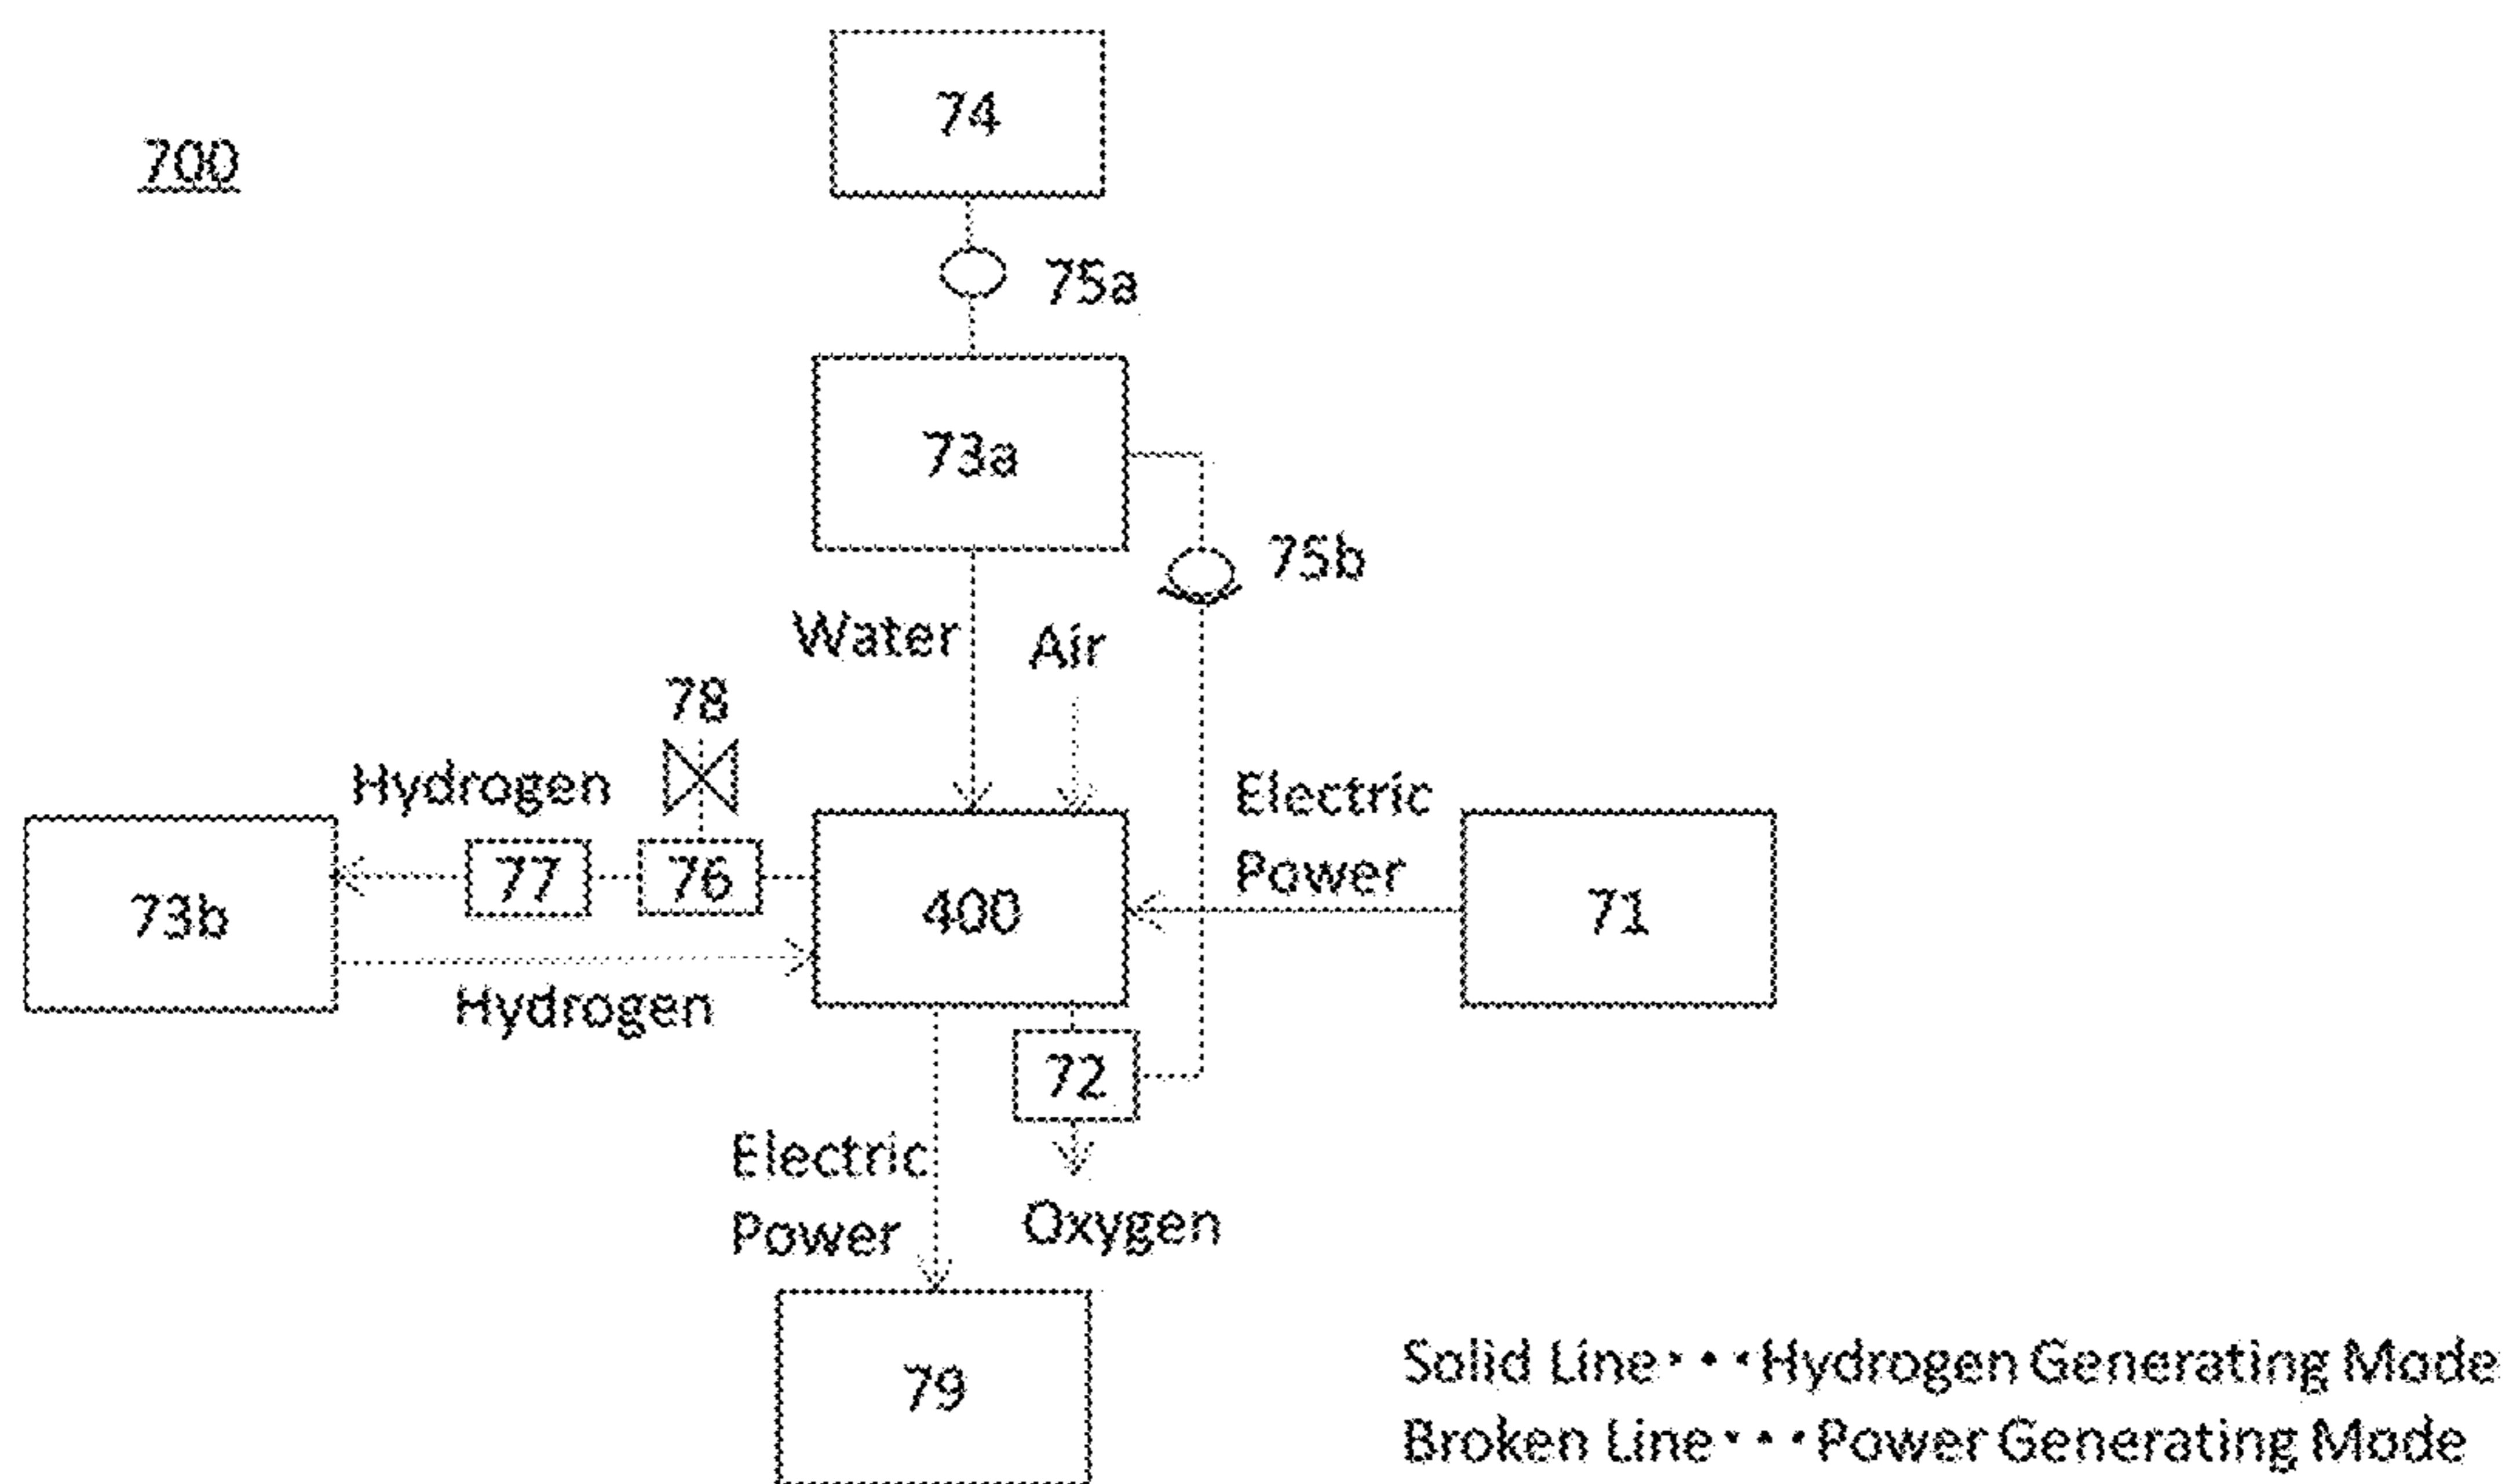 74
700
75a
73a
75b
Water
Air
78
Hydrogen
Electric
Power
77
76
73b
400
71
Hydrogen
72
Electric
Power
Oxygen
79
Solid Line···Hydrogen Generating Mode
Broken Line···Power Generating Mode